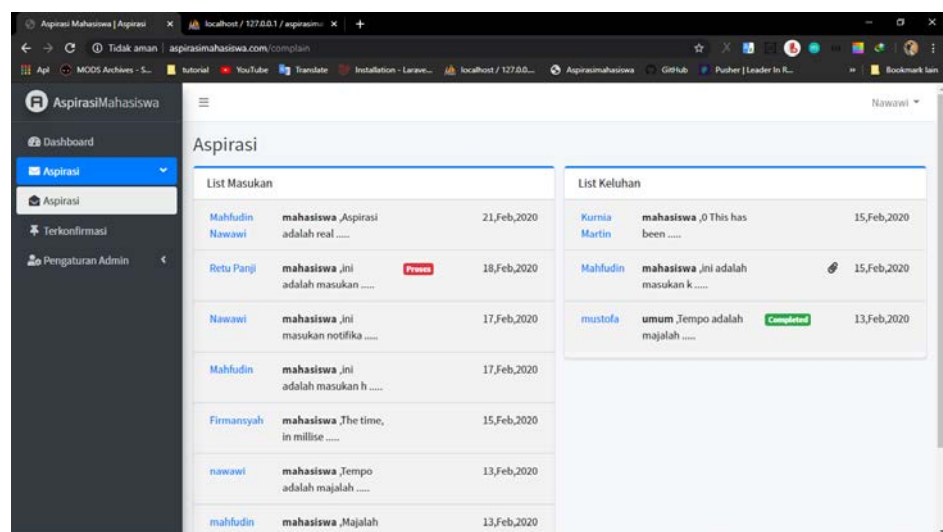 Aspirasi Mahasiswa | Aspirasi
localhost / 127.0.0.1 / aspirasima
Tidak aman | aspirasimahasiswa.com/complain
Apl
MODS Archives - S...
tutorial
YouTube
Translate
Installation - Larave...
localhost / 127.0.0...
Aspirasimahasiswa
GitHub
Pusher | Leader In R...
Bookmark lain
AspirasiMahasiswa
Nawawi
Dashboard
Aspirasi
Aspirasi
Terkonfirmasi
Pengaturan Admin
Aspirasi
List Masukan
Mahfudin Nawawi
mahasiswa ,Aspirasi
adalah real .....
21,Feb,2020
Retu Panji
mahasiswa ,ini
adalah masukan .....
Proses
18,Feb,2020
Nawawi
mahasiswa ,ini
masukan notifika .....
17,Feb,2020
Mahfudin
mahasiswa ,ini
adalah masukan h .....
17,Feb,2020
Firmansyah
mahasiswa ,The time,
in millise .....
15,Feb,2020
nawawi
mahasiswa ,Tempo
adalah majalah .....
13,Feb,2020
mahfudin
mahasiswa ,Majalah
13,Feb,2020
List Keluhan
Kurnia Martin
mahasiswa ,0 This has
been .....
15,Feb,2020
Mahfudin
mahasiswa ,ini adalah
masukan k .....
15,Feb,2020
mustofa
umum ,Tempo adalah
majalah .....
Completed
13,Feb,2020